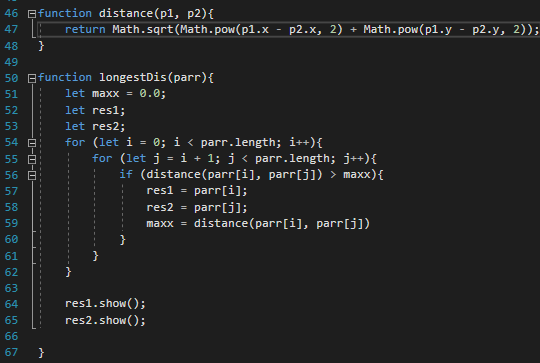 46 function distance(p1, p2){
47 return Math.sqrt(Math.pow(p1.x - p2.x, 2) + Math.pow(p1.y - p2.y, 2));
48 }
49
50 function longestDis(parr){
51 let maxx = 0.0;
52 let res1;
53 let res2;
54 for (let i = 0; i < parr.length; i++){
55 for (let j = i + 1; j < parr.length; j++){
56 if (distance(parr[i], parr[j]) > maxx){
57 res1 = parr[i];
58 res2 = parr[j];
59 maxx = distance(parr[i], parr[j])
60 }
61 }
62 }
63
64 res1.show();
65 res2.show();
66
67 }